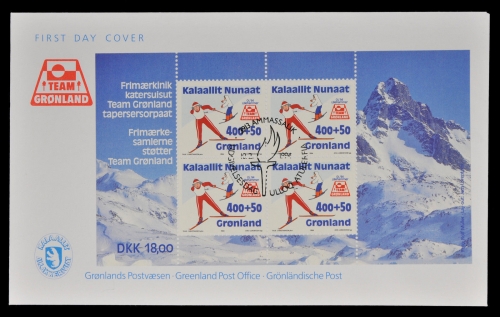 FIRST DAY COVER
TEAM
GRØNLAND
Frimærkinik
katersuisut
Team Grønland
tapersersorpaat
Frimærke-
samlerne
støtter
Team Grønland
Kalaallit Nunaat
400+50
Grønland
Kalaallit Nunaat
400+50
Grønland
Kalaallit Nunaat
400+50
Grønland
Kalaallit Nunaat
400+50
Grønland
DKK 18,00
Grønlands Postvæsen · Greenland Post Office · Grönländische Post